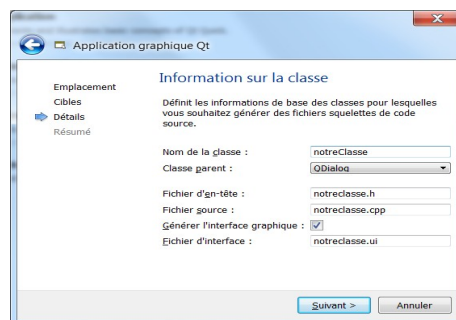 Application graphique Qt
Information sur la classe
Emplacement
Cibles
Détails
Résumé
Définit les informations de base des classes pour lesquelles
vous souhaitez générer des fichiers squelettes de code
source.
Nom de la classe : notreClasse
Classe parent : QDialog
Fichier d'en-tête : notreclasse.h
Fichier source : notreclasse.cpp
Générer l'interface graphique :
Fichier d'interface : notreclasse.ui
Suivant > Annuler